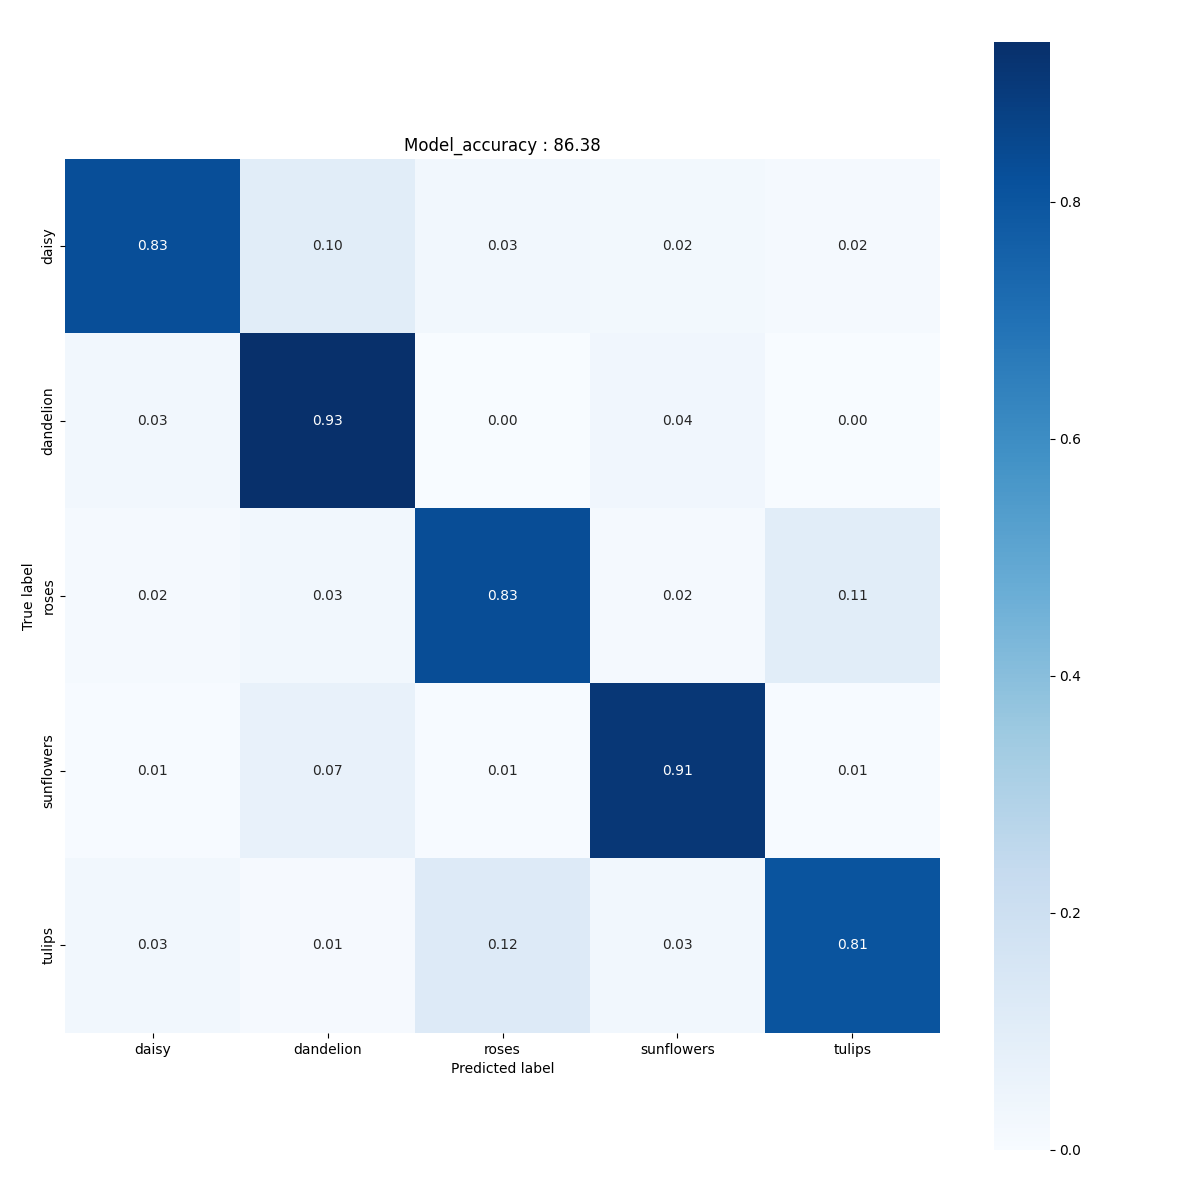 Model_accuracy : 86.38
True label
daisy
0.83 0.10 0.03 0.02 0.02
dandelion
0.03 0.93 0.00 0.04 0.00
roses
0.02 0.03 0.83 0.02 0.11
sunflowers
0.01 0.07 0.01 0.91 0.01
tulips
0.03 0.01 0.12 0.03 0.81
daisy dandelion roses sunflowers tulips
Predicted label
0.8
0.6
0.4
0.2
0.0